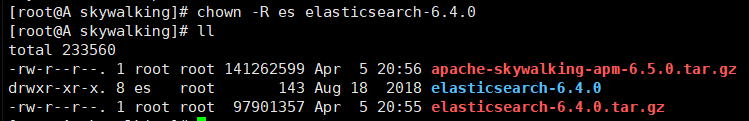 [root@A skywalking]# chown -R es elasticsearch-6.4.0
[root@A skywalking]# ll
total 233560
-rw-r--r--. 1 root root 141262599 Apr  5 20:56 apache-skywalking-apm-6.5.0.tar.gz
drwxr-xr-x. 8 es   root       143 Aug 18  2018 elasticsearch-6.4.0
-rw-r--r--. 1 root root  97901357 Apr  5 20:55 elasticsearch-6.4.0.tar.gz